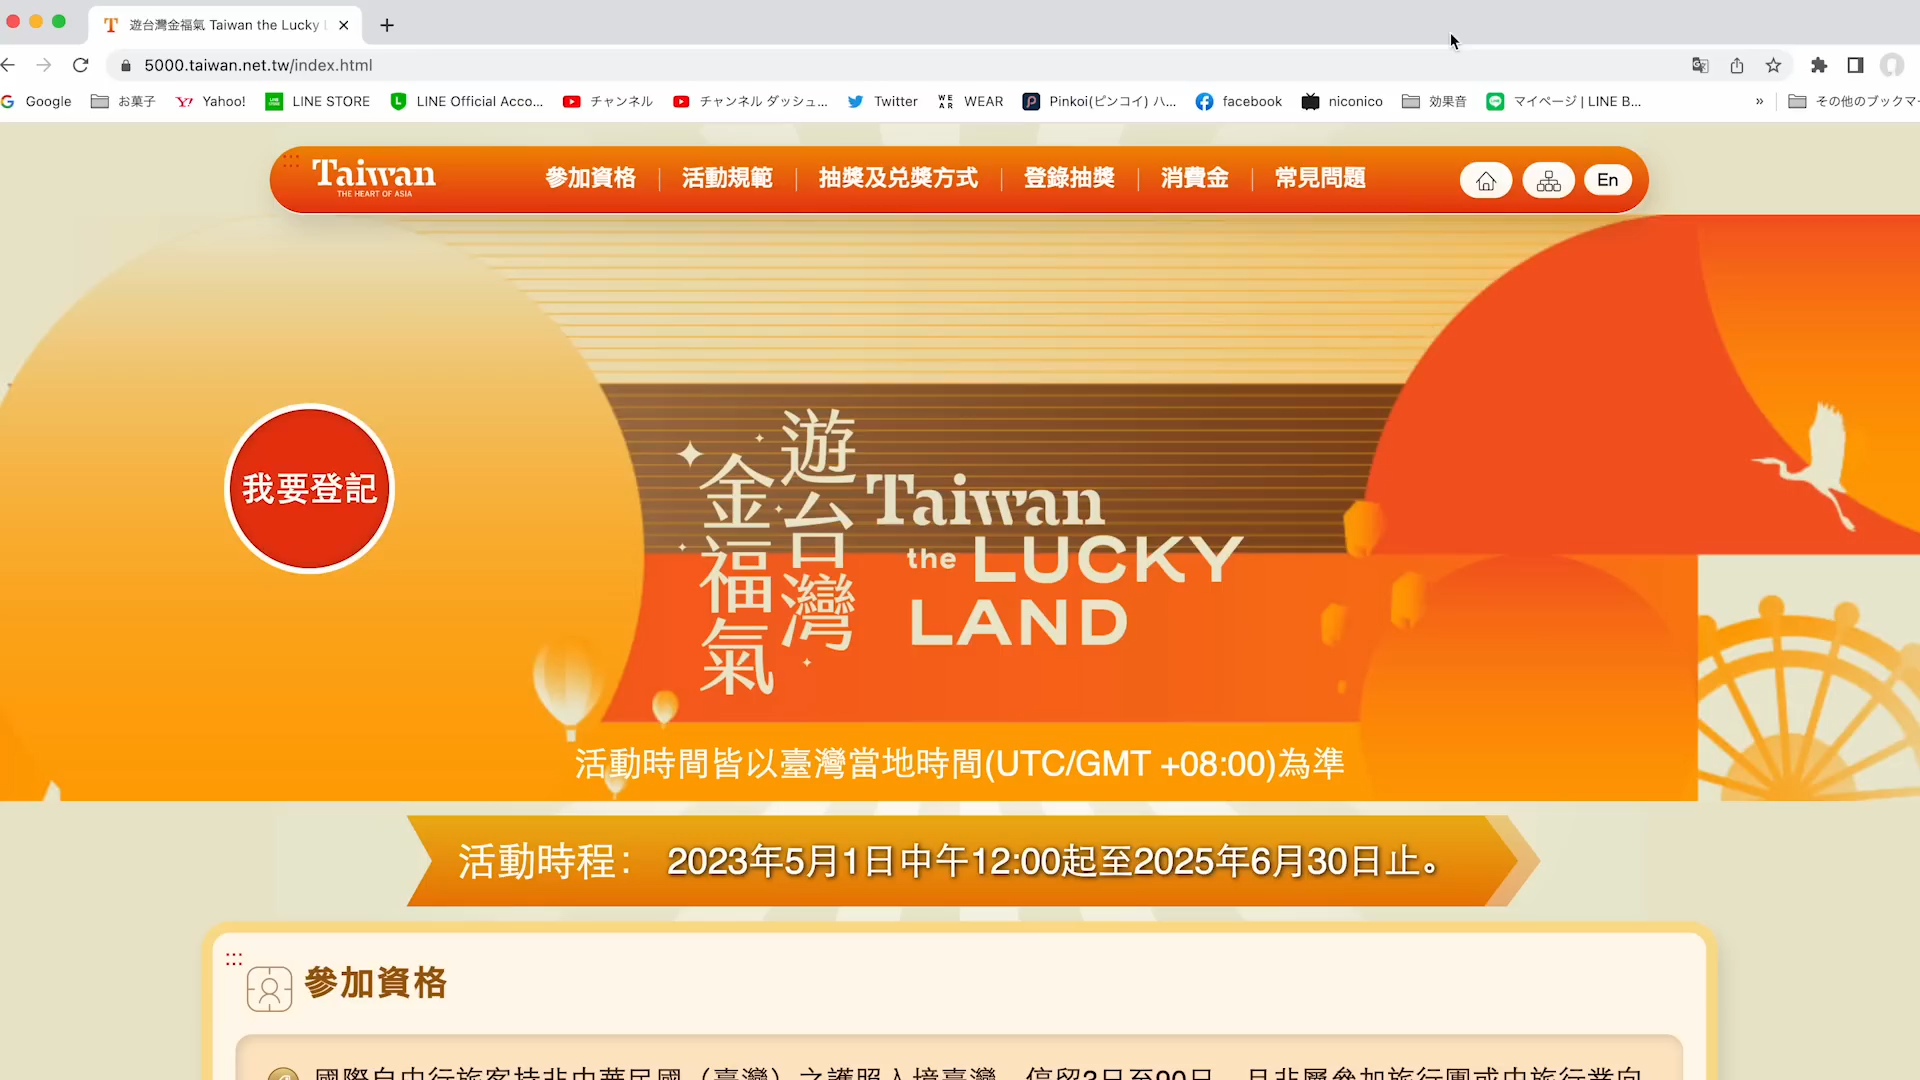 遊台灣金福氣 Taiwan the Lucky
5000.taiwan.net.tw/index.html
Google お菓子 Yahoo! LINE STORE LINE Official Acco... チャンネル チャンネル ダッシュ... Twitter WEAR WEAR Pinkoi(ピンコイ) ハ... facebook niconico 効果音 マイページ | LINE B... » その他のブックマー
Taiwan
THE HEART OF ASIA
參加資格 | 活動規範 | 抽獎及兌獎方式 | 登錄抽獎 | 消費金 | 常見問題
En
我要登記
遊台灣
金福氣
Taiwan
the LUCKY
LAND
活動時間皆以臺灣當地時間(UTC/GMT +08:00)為準
活動時程： 2023年5月1日中午12:00起至2025年6月30日止。
參加資格
國際自由行旅客持非中華民國（臺灣）之護照入境臺灣，停留3日至90日，且非屬參加旅行團或由旅行業向